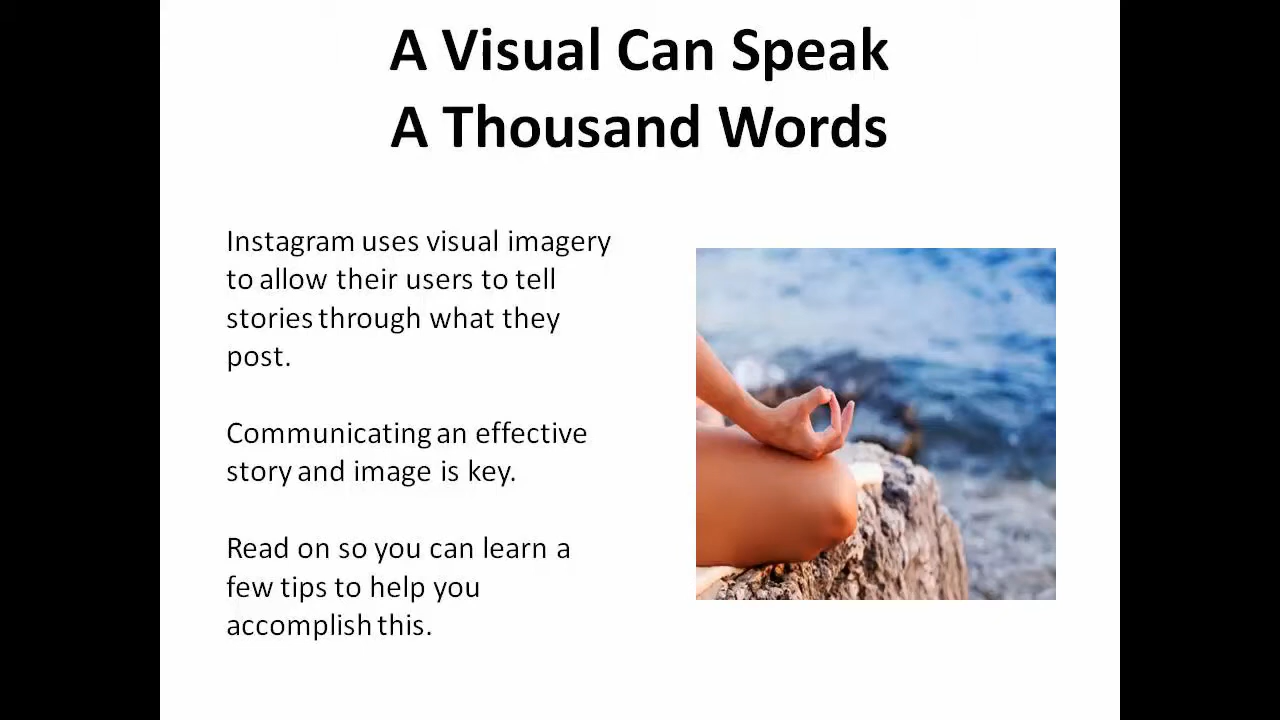 A Visual Can Speak
A Thousand Words
Instagram uses visual imagery
to allow their users to tell
stories through what they
post.
Communicating an effective
story and image is key.
Read on so you can learn a
few tips to help you
accomplish this.